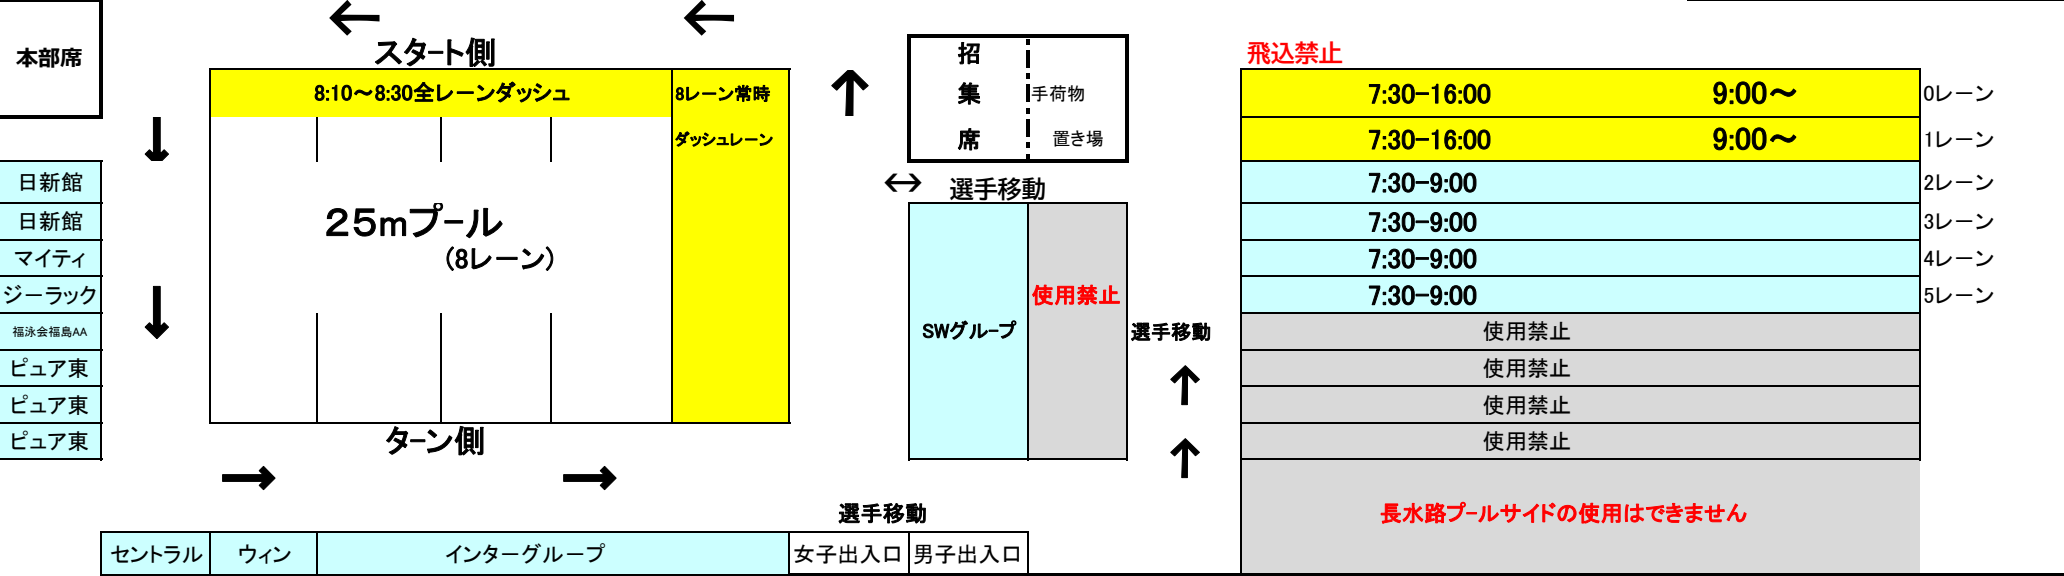 本部席
スタート側
8:10～8:30全レーンダッシュ
8レーン常時
ダッシュレーン
25mプール
(8レーン)
ターン側
日新館
日新館
マイティ
ジーラック
福泳会福島AA
ピュア東
ピュア東
ピュア東
招
集
席
手荷物
置き場
選手移動
SWグループ
使用禁止
選手移動
飛込禁止
7:30-16:00 9:00～ 0レーン
7:30-16:00 9:00～ 1レーン
7:30-9:00 2レーン
7:30-9:00 3レーン
7:30-9:00 4レーン
7:30-9:00 5レーン
使用禁止
使用禁止
使用禁止
使用禁止
長水路プールサイドの使用はできません
選手移動
セントラル ウィン インターグループ 女子出入口 男子出入口